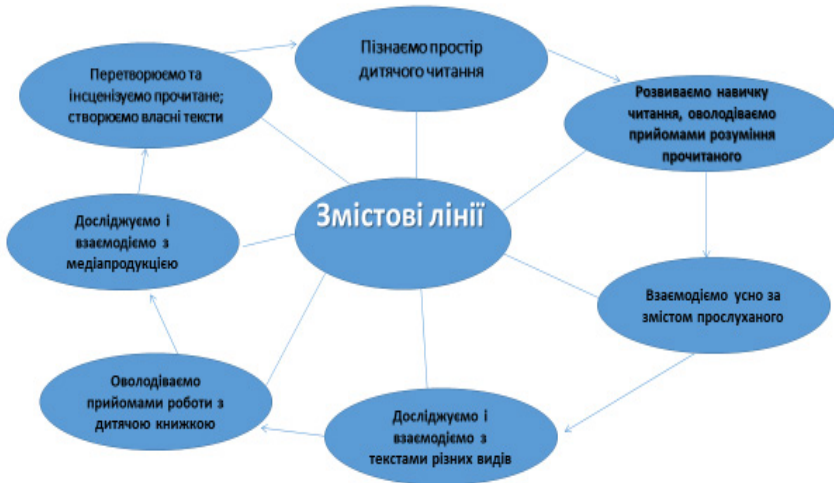 Пізнаємо простір
дитячого читання
Розвиваємо навичку
читання, оволодіваємо
прийомами розуміння
прочитаного
Взаємодіємо усно за
змістом прослуханого
Досліджуємо і
взаємодіємо з
текстами різних видів
Оволодіваємо
прийомами роботи з
дитячою книжкою
Досліджуємо і
взаємодіємо з
медіапродукцією
Перетворюємо та
інсценізуємо прочитане;
створюємо власні тексти
Змістові лінії